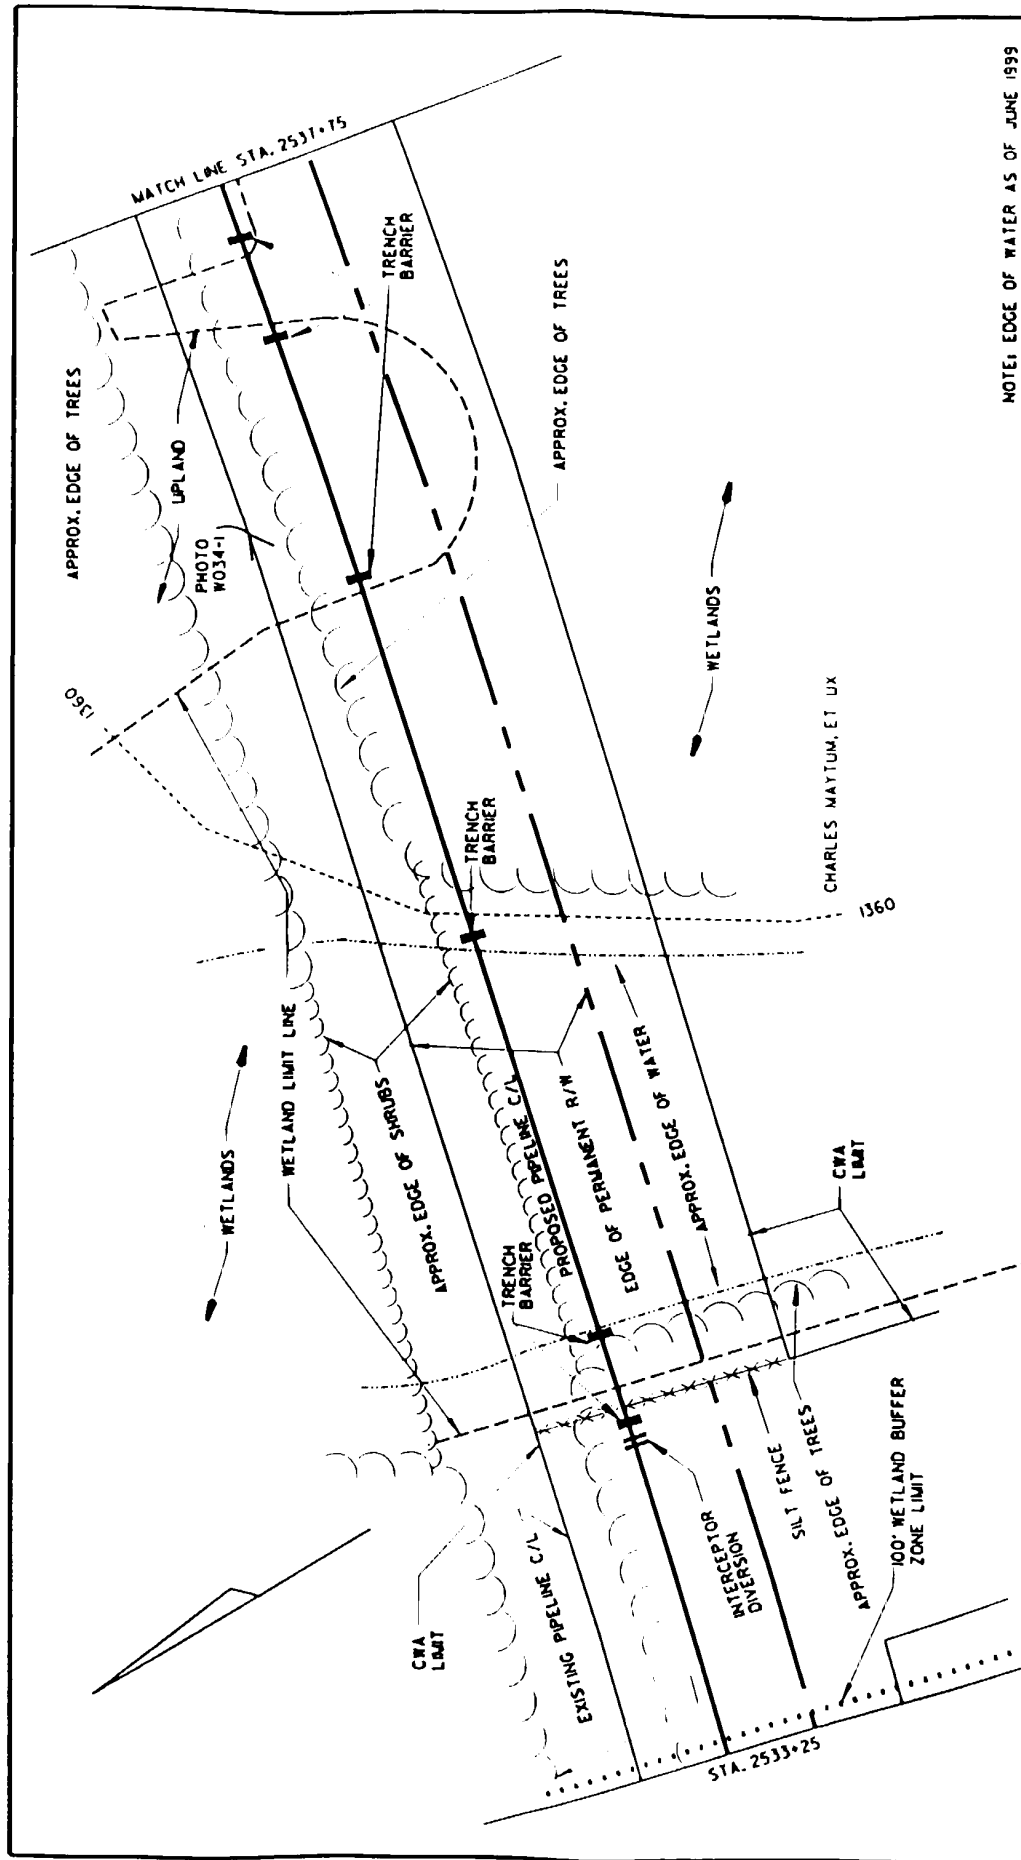 MATCH LINE STA. 2537+75
APPROX. EDGE OF TREES
UPLAND
PHOTO
W034-1
TRENCH
BARRIER
APPROX. EDGE OF TREES
1360
WETLANDS
CHARLES MAYTUM, ET UX
TRENCH
BARRIER
1360
WETLAND LIMIT LINE
WETLANDS
APPROX. EDGE OF SHRUBS
PROPOSED PIPELINE C/L
EDGE OF PERMANENT R/W
APPROX. EDGE OF WATER
TRENCH
BARRIER
CWA
LIMIT
CWA
LIMIT
EXISTING PIPELINE C/L
INTERCEPTOR
DIVERSION
SILT FENCE
APPROX. EDGE OF TREES
100' WETLAND BUFFER
ZONE LIMIT
STA. 2533+25
NOTE: EDGE OF WATER AS OF JUNE 1999